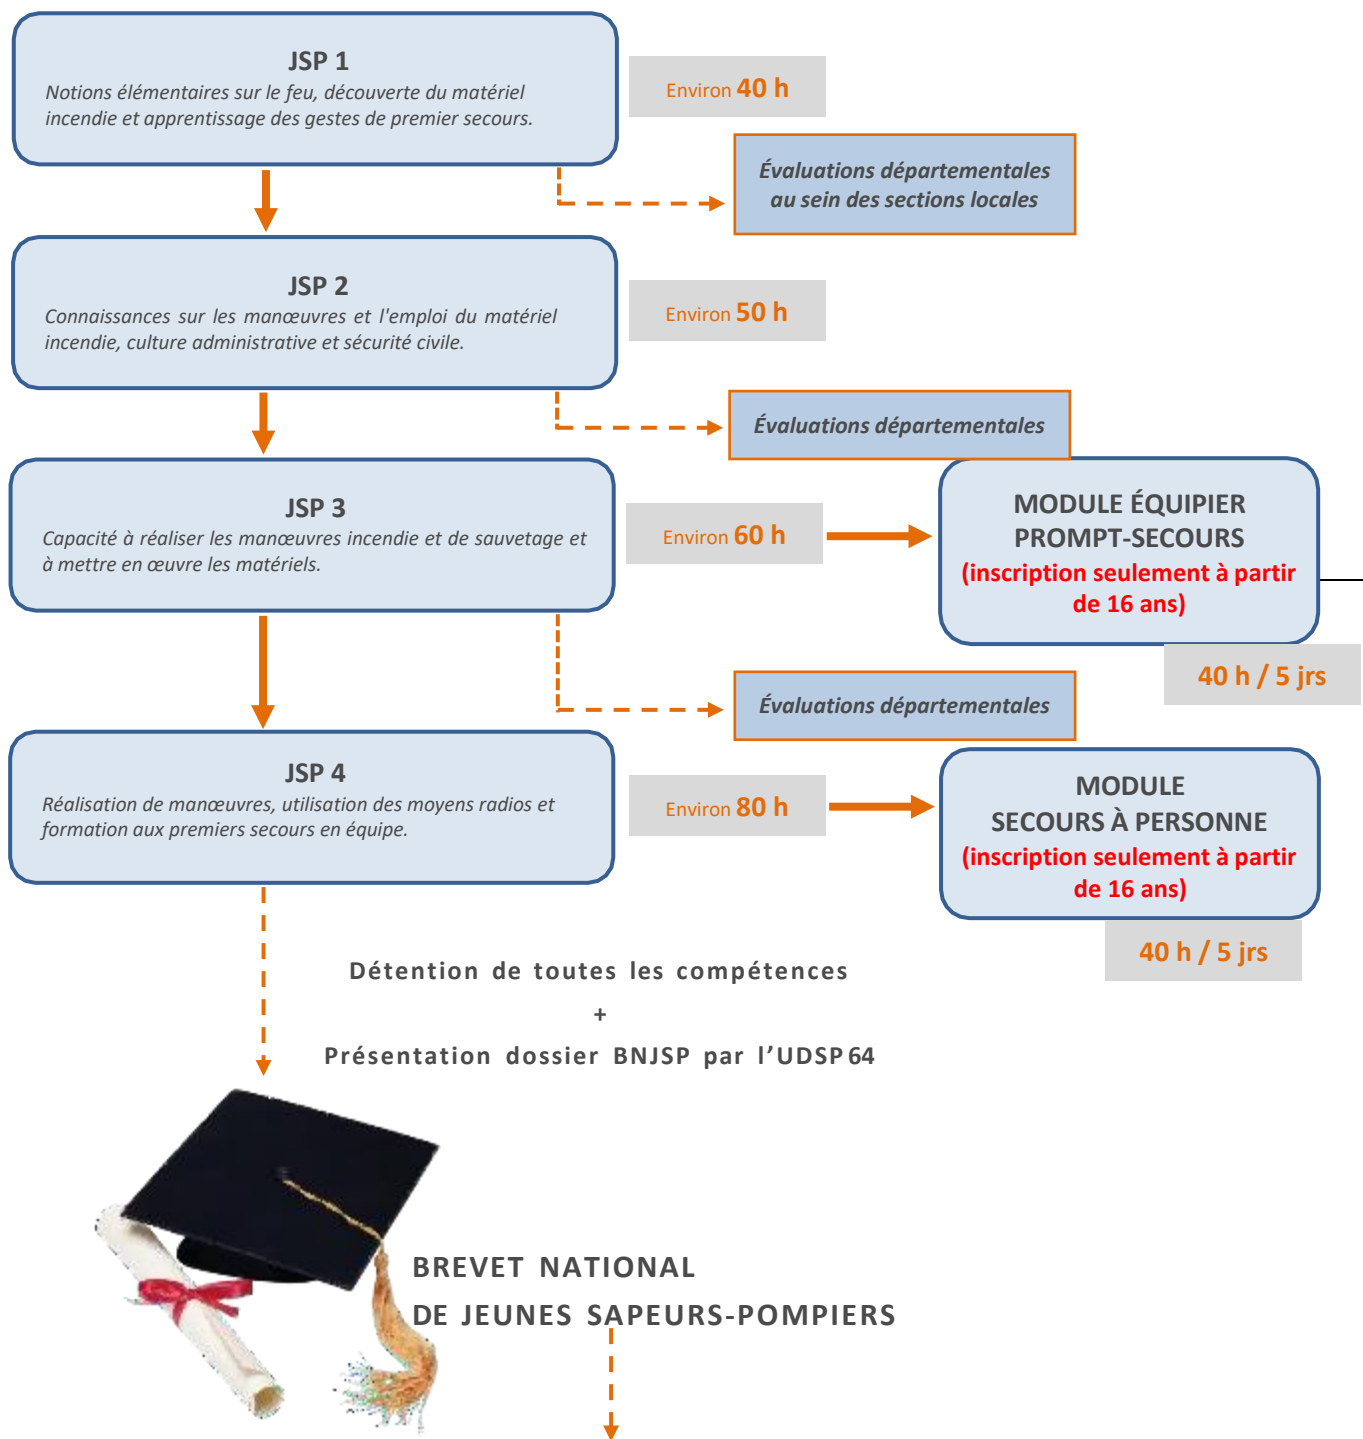 JSP 1
Notions élémentaires sur le feu, découverte du matériel
incendie et apprentissage des gestes de premier secours.
Environ 40 h
Évaluations départementales
au sein des sections locales
JSP 2
Connaissances sur les manœuvres et l'emploi du matériel
incendie, culture administrative et sécurité civile.
Environ 50 h
Évaluations départementales
JSP 3
Capacité à réaliser les manœuvres incendie et de sauvetage et
à mettre en œuvre les matériels.
Environ 60 h
MODULE ÉQUIPIER
PROMPT-SECOURS
(inscription seulement à partir
de 16 ans)
40 h / 5 jrs
Évaluations départementales
JSP 4
Réalisation de manœuvres, utilisation des moyens radios et
formation aux premiers secours en équipe.
Environ 80 h
MODULE
SECOURS À PERSONNE
(inscription seulement à partir
de 16 ans)
40 h / 5 jrs
Détention de toutes les compétences
+
Présentation dossier BNJSP par l’UDSP 64
BREVET NATIONAL
DE JEUNES SAPEURS-POMPIERS